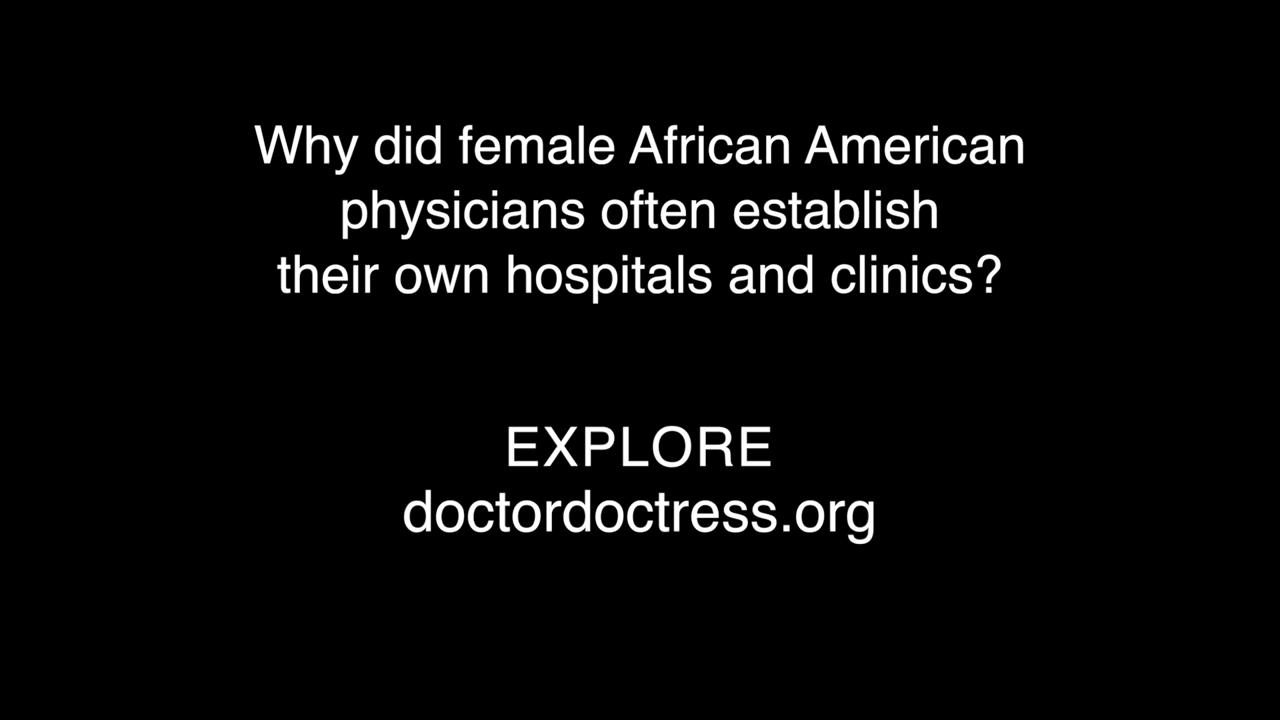 Why did female African American
physicians often establish
their own hospitals and clinics?
EXPLORE
doctordoctress.org